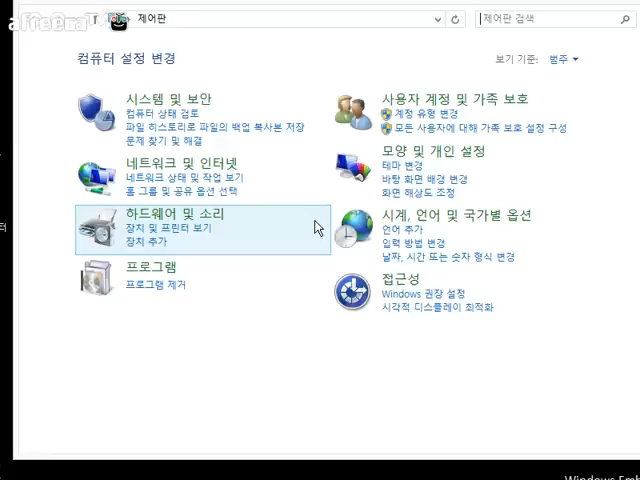 afreecaTV
제어판
제어판 검색
컴퓨터 설정 변경
보기 기준: 범주
시스템 및 보안
컴퓨터 상태 검토
파일 히스토리로 파일의 백업 복사본 저장
문제 찾기 및 해결
네트워크 및 인터넷
네트워크 상태 및 작업 보기
홈 그룹 및 공유 옵션 선택
하드웨어 및 소리
장치 및 프린터 보기
장치 추가
프로그램
프로그램 제거
사용자 계정 및 가족 보호
계정 유형 변경
모든 사용자에 대해 가족 보호 설정 구성
모양 및 개인 설정
테마 변경
바탕 화면 배경 변경
화면 해상도 조정
시계, 언어 및 국가별 옵션
언어 추가
입력 방법 변경
날짜, 시간 또는 숫자 형식 변경
접근성
Windows 권장 설정
시각적 디스플레이 최적화
터